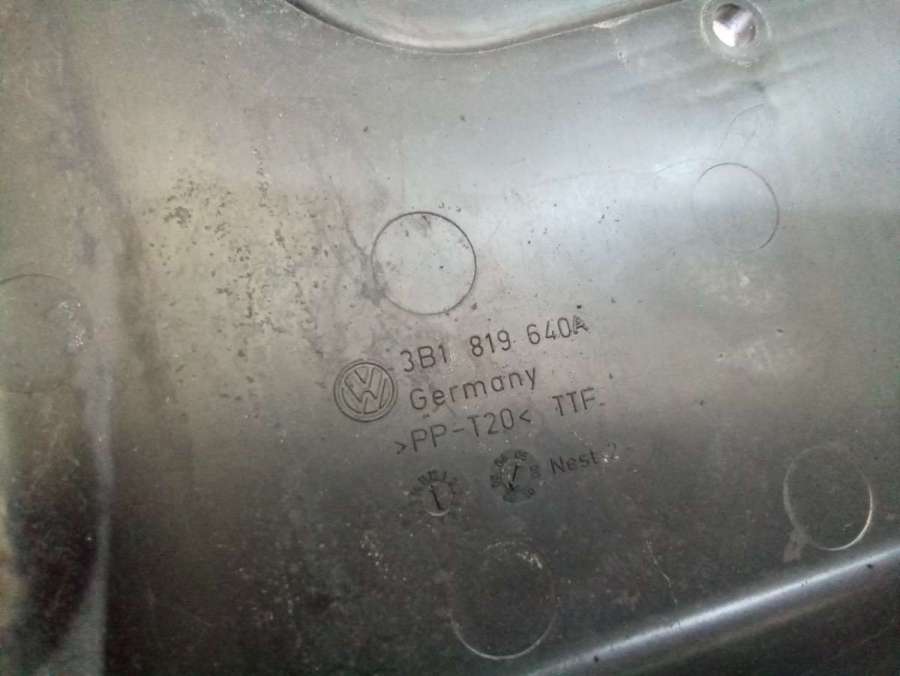 3B1 819 640A
Germany
>PP-T20< TTF
Nest 2